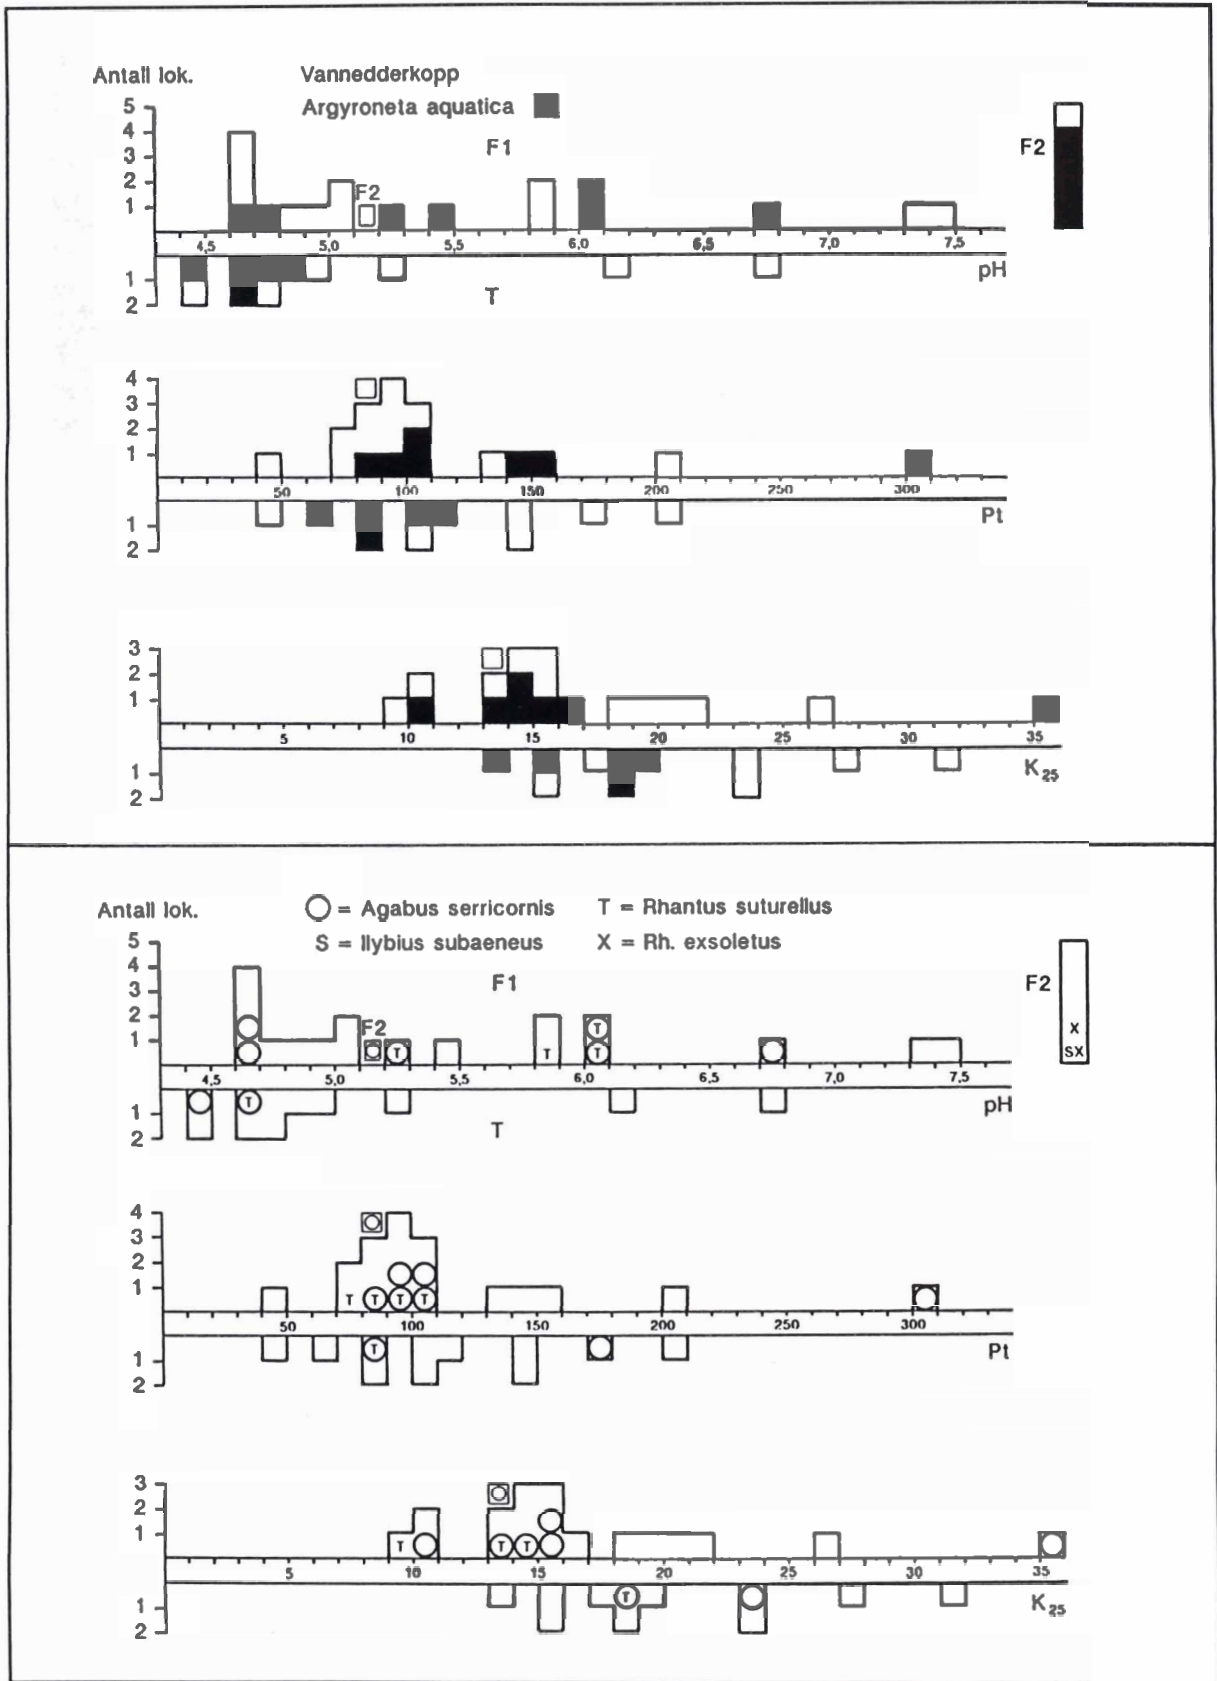 Antall lok. Vannedderkopp
Argyroneta aquatica
5
4
3
2
1
F1
F2
F2
4,5 5,0 5,5 6,0 6,5 7,0 7,5
pH
1
2
T
4
3
2
1
50 100 150 200 250 300
Pt
1
2
3
2
1
5 10 15 20 25 30 35
K25
1
2
Antall lok. = Agabus serricornis T = Rhantus suturellus
S = Ilybius subaeneus X = Rh. exsoletus
5
4
3
2
1
F1
F2
F2
X
SX
T
T T
T
4,5 5,0 5,5 6,0 6,5 7,0 7,5
pH
T
1
2
T
4
3
2
1
T T T T
50 100 150 200 250 300
Pt
T
1
2
3
2
1
T T T
5 10 15 20 25 30 35
K25
T
1
2